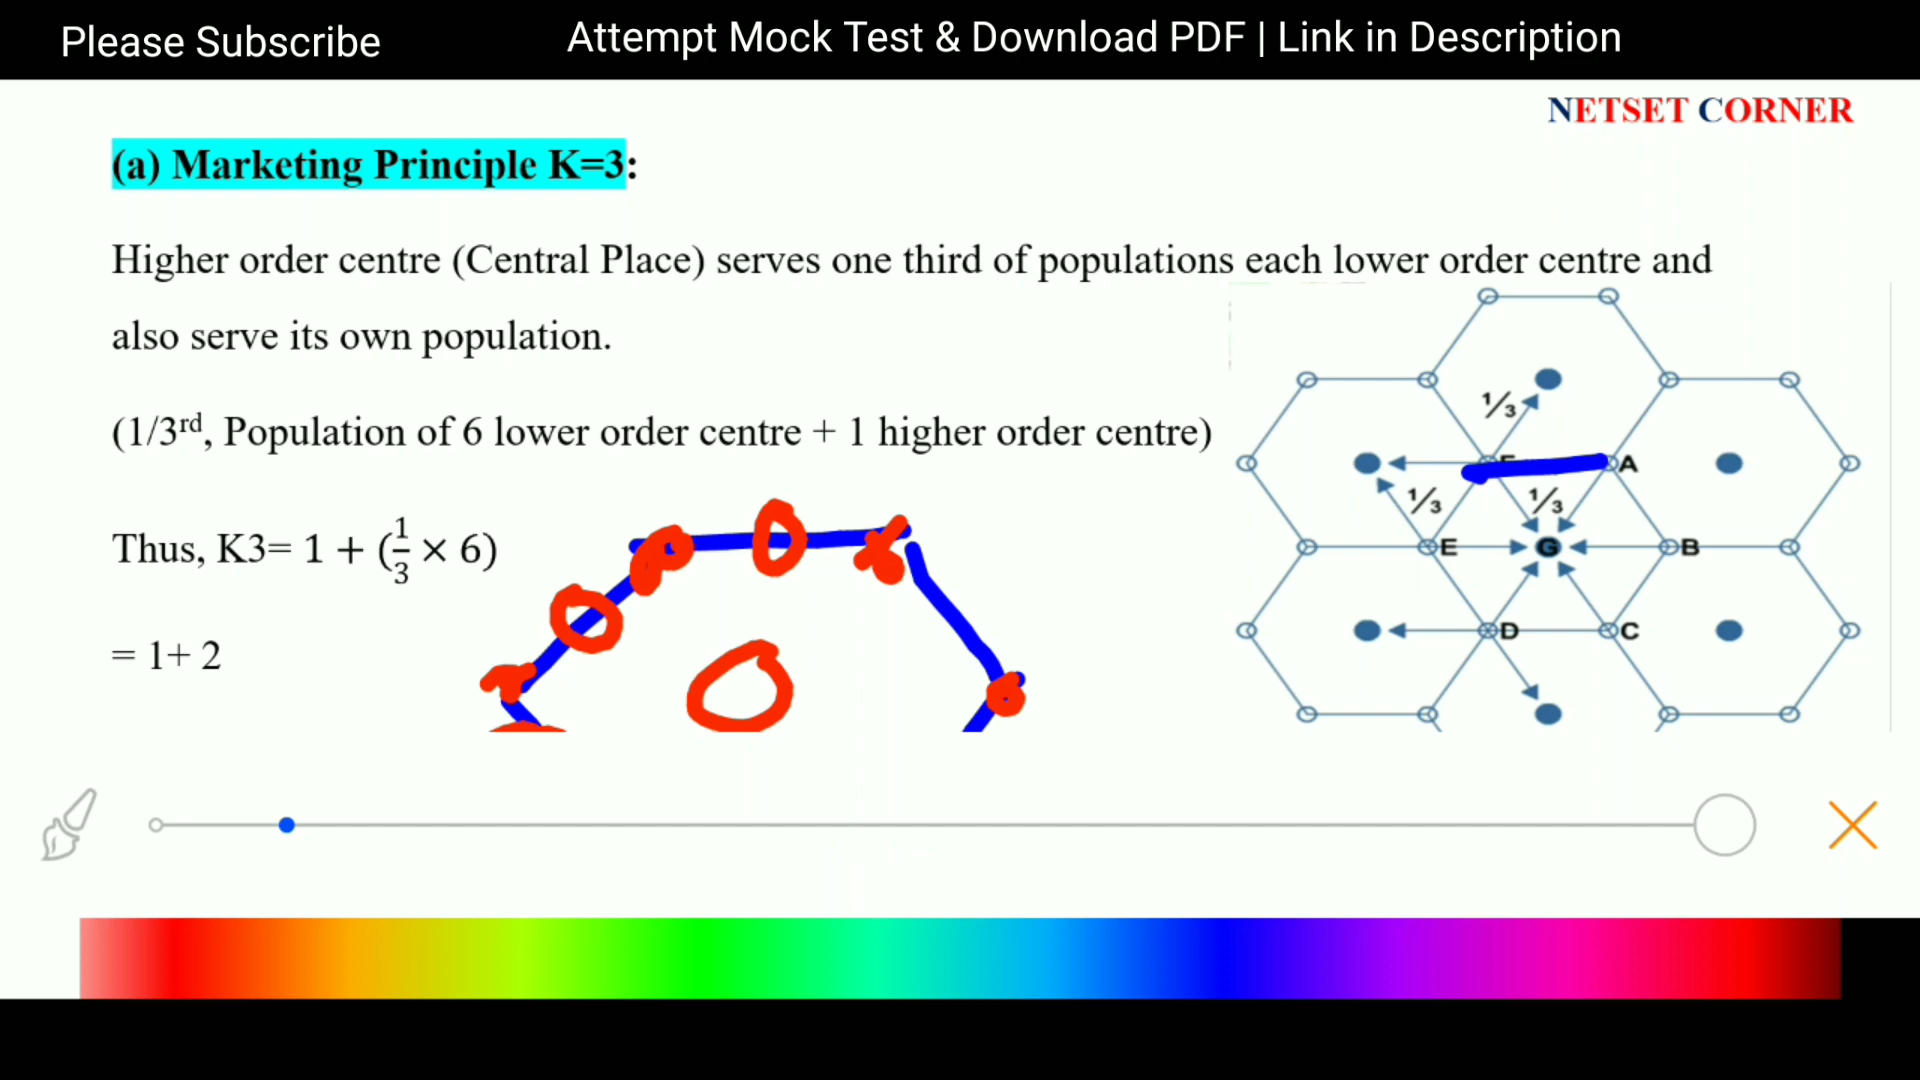 Please Subscribe
Attempt Mock Test & Download PDF | Link in Description
NETSET CORNER
(a) Marketing Principle K=3:
Higher order centre (Central Place) serves one third of populations each lower order centre and
also serve its own population.
(1/3rd, Population of 6 lower order centre + 1 higher order centre)
Thus, K3= 1 + (1/3 × 6)
= 1+ 2
1/3
A
1/3
1/3
E
G
B
D
C